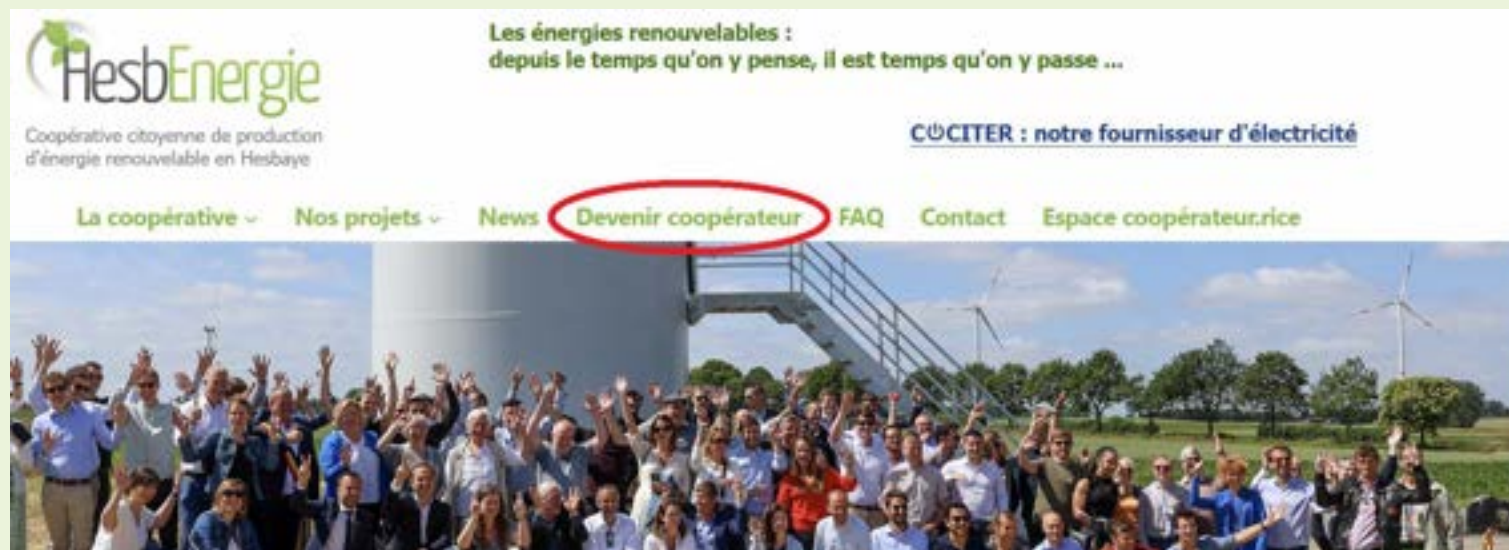 HesbEnergie
Coopérative citoyenne de production
d'énergie renouvelable en Hesbaye
Les énergies renouvelables :
depuis le temps qu'on y pense, il est temps qu'on y passe ...
C⏻CITER : notre fournisseur d'électricité
La coopérative Nos projets News Devenir coopérateur FAQ Contact Espace coopérateur.rice